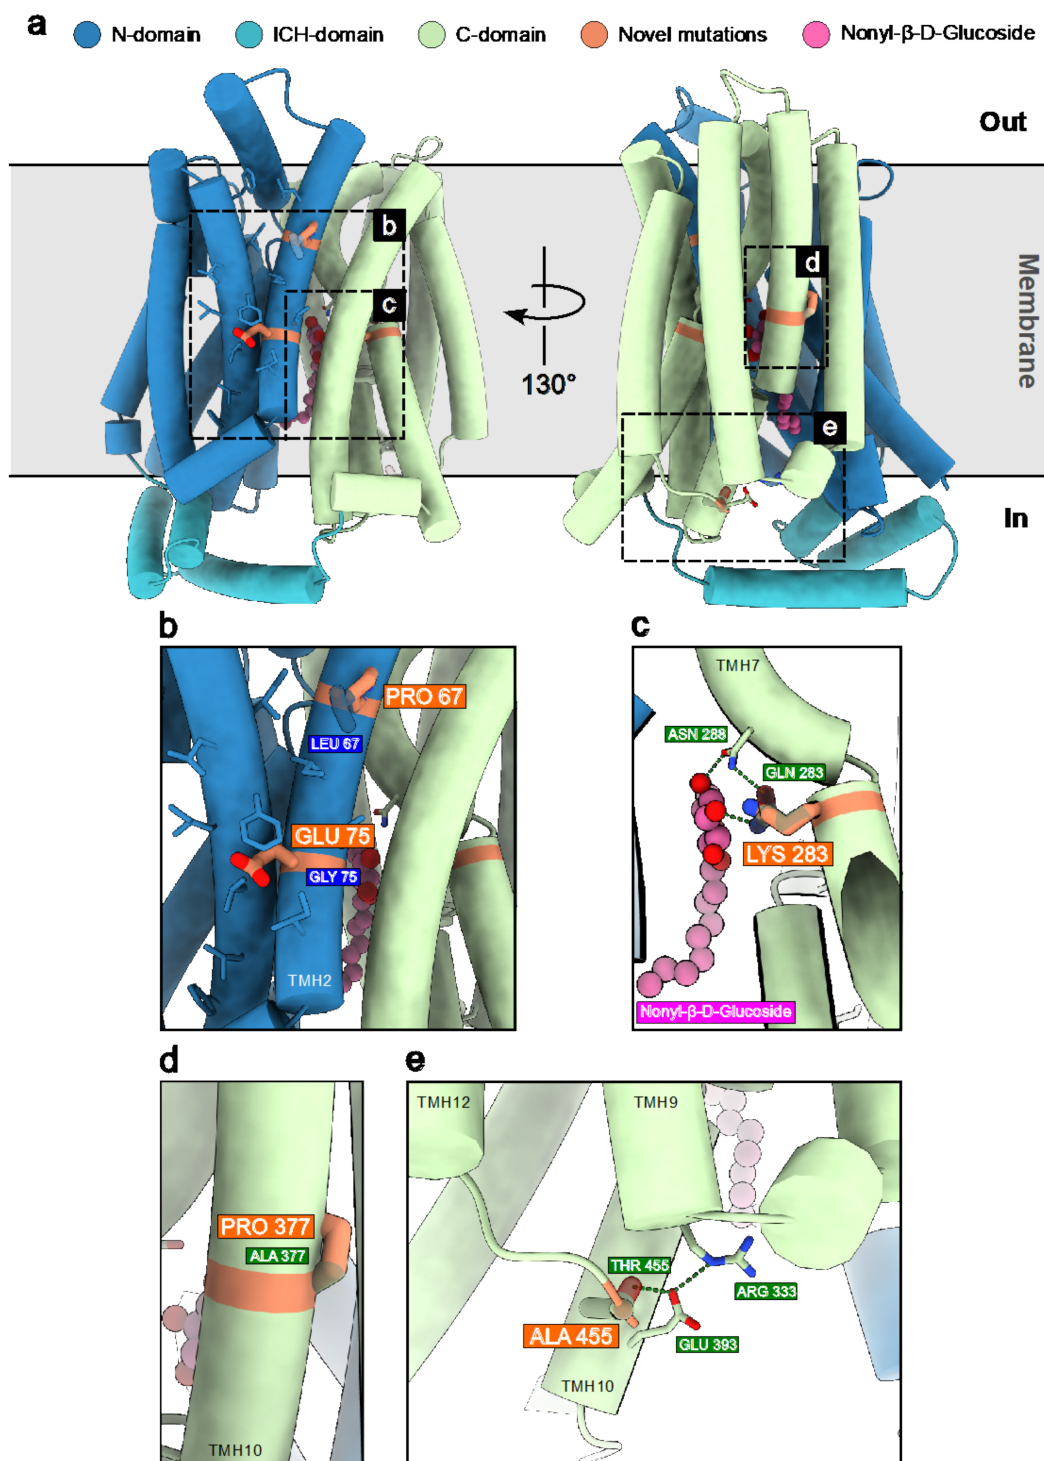 a
N-domain
ICH-domain
C-domain
Novel mutations
Nonyl-β-D-Glucoside
Out
b
c
d
e
130°
Membrane
In
b
PRO 67
LEU 67
GLU 75
GLY 75
TMH2
c
TMH7
ASN 288
GLN 283
LYS 283
Nonyl-β-D-Glucoside
d
PRO 377
ALA 377
TMH10
e
TMH12
TMH9
THR 455
ARG 333
ALA 455
GLU 393
TMH10